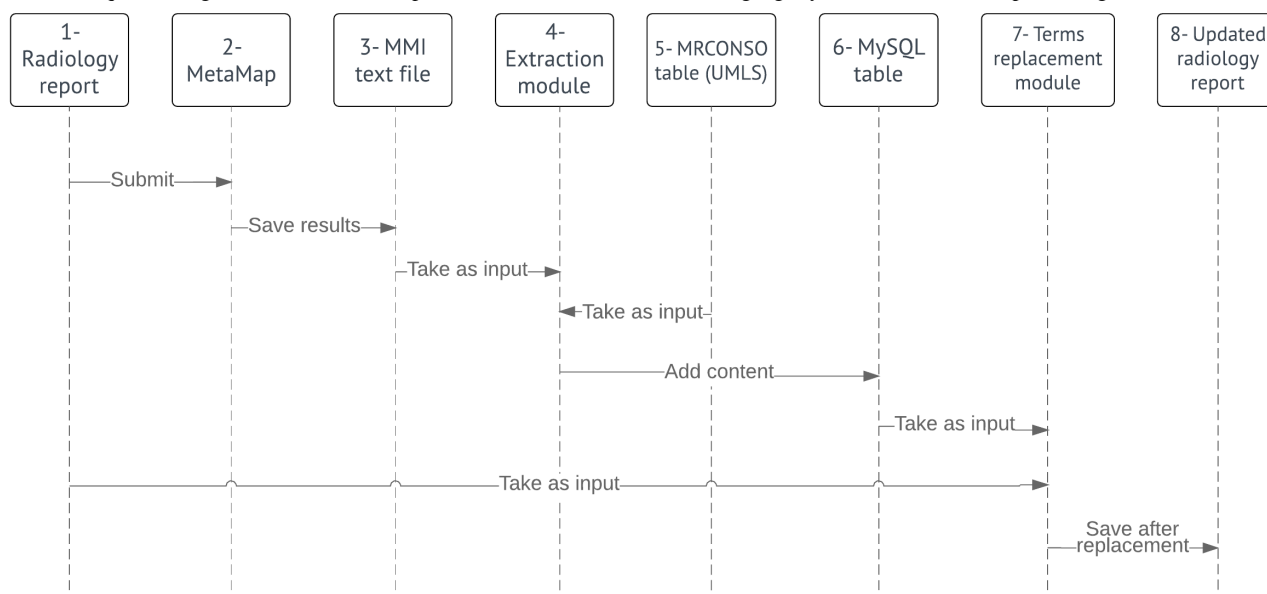 1-
Radiology
report
2-
MetaMap
3- MMI
text file
4-
Extraction
module
5- MRCONSO
table (UMLS)
6- MySQL
table
7- Terms
replacement
module
8- Updated
radiology
report
Submit
Save results
Take as input
Take as input
Add content
Take as input
Take as input
Save after
replacement